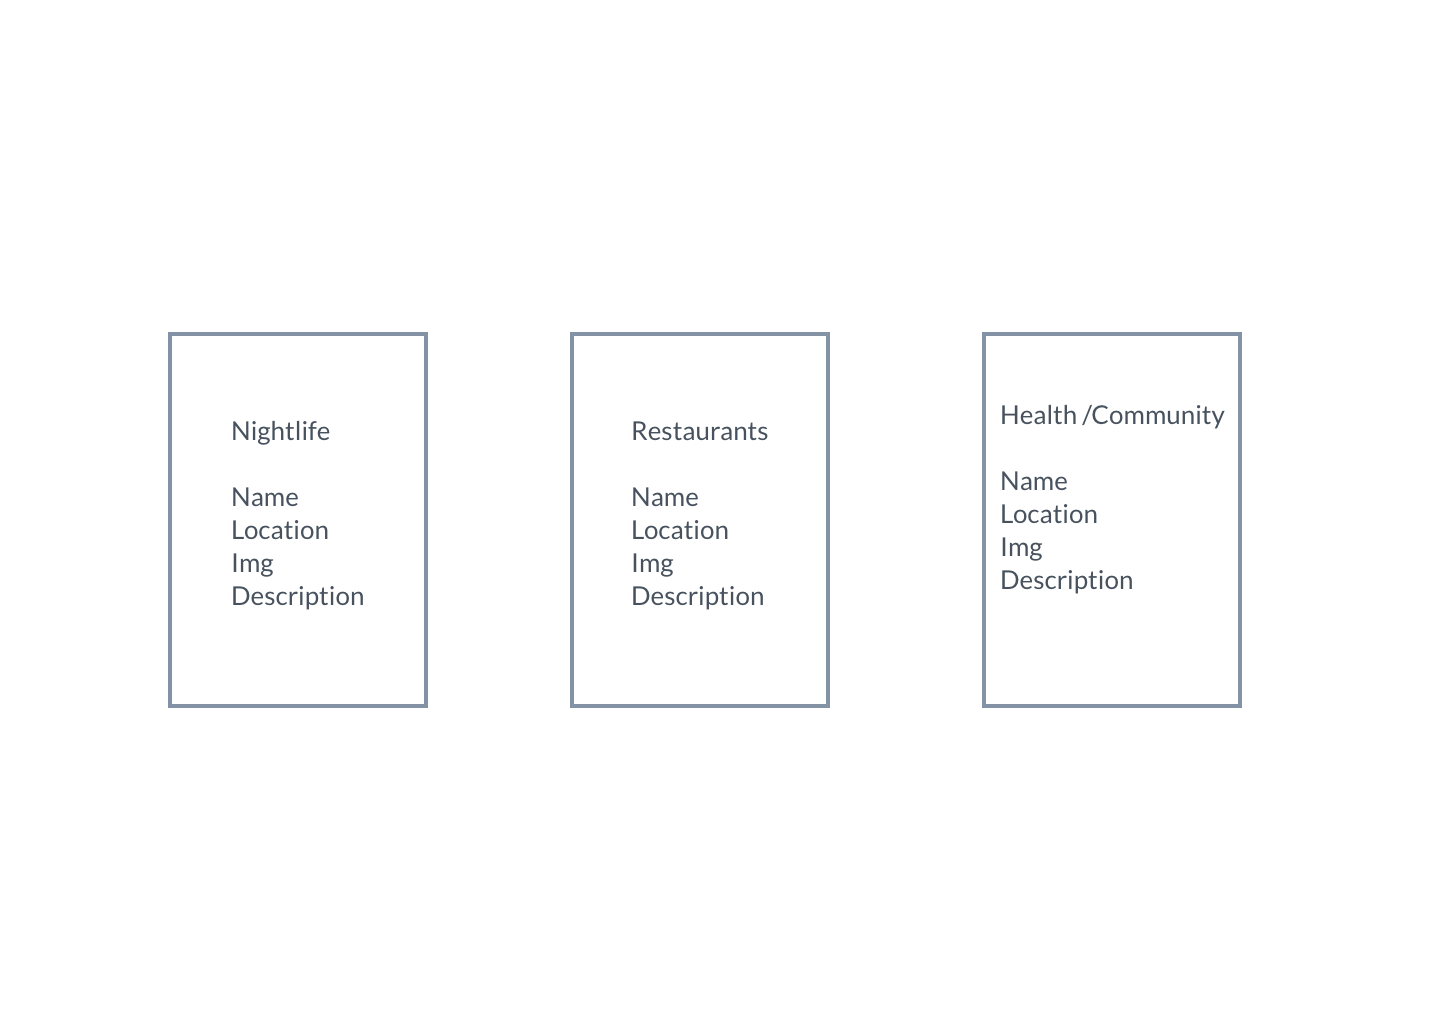 Nightlife
Name
Location
Img
Description
Restaurants
Name
Location
Img
Description
Health /Community
Name
Location
Img
Description